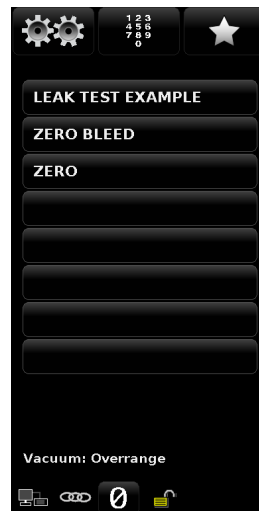 1 2 3
4 5 6
7 8 9
0
LEAK TEST EXAMPLE
ZERO BLEED
ZERO
Vacuum: Overrange
0